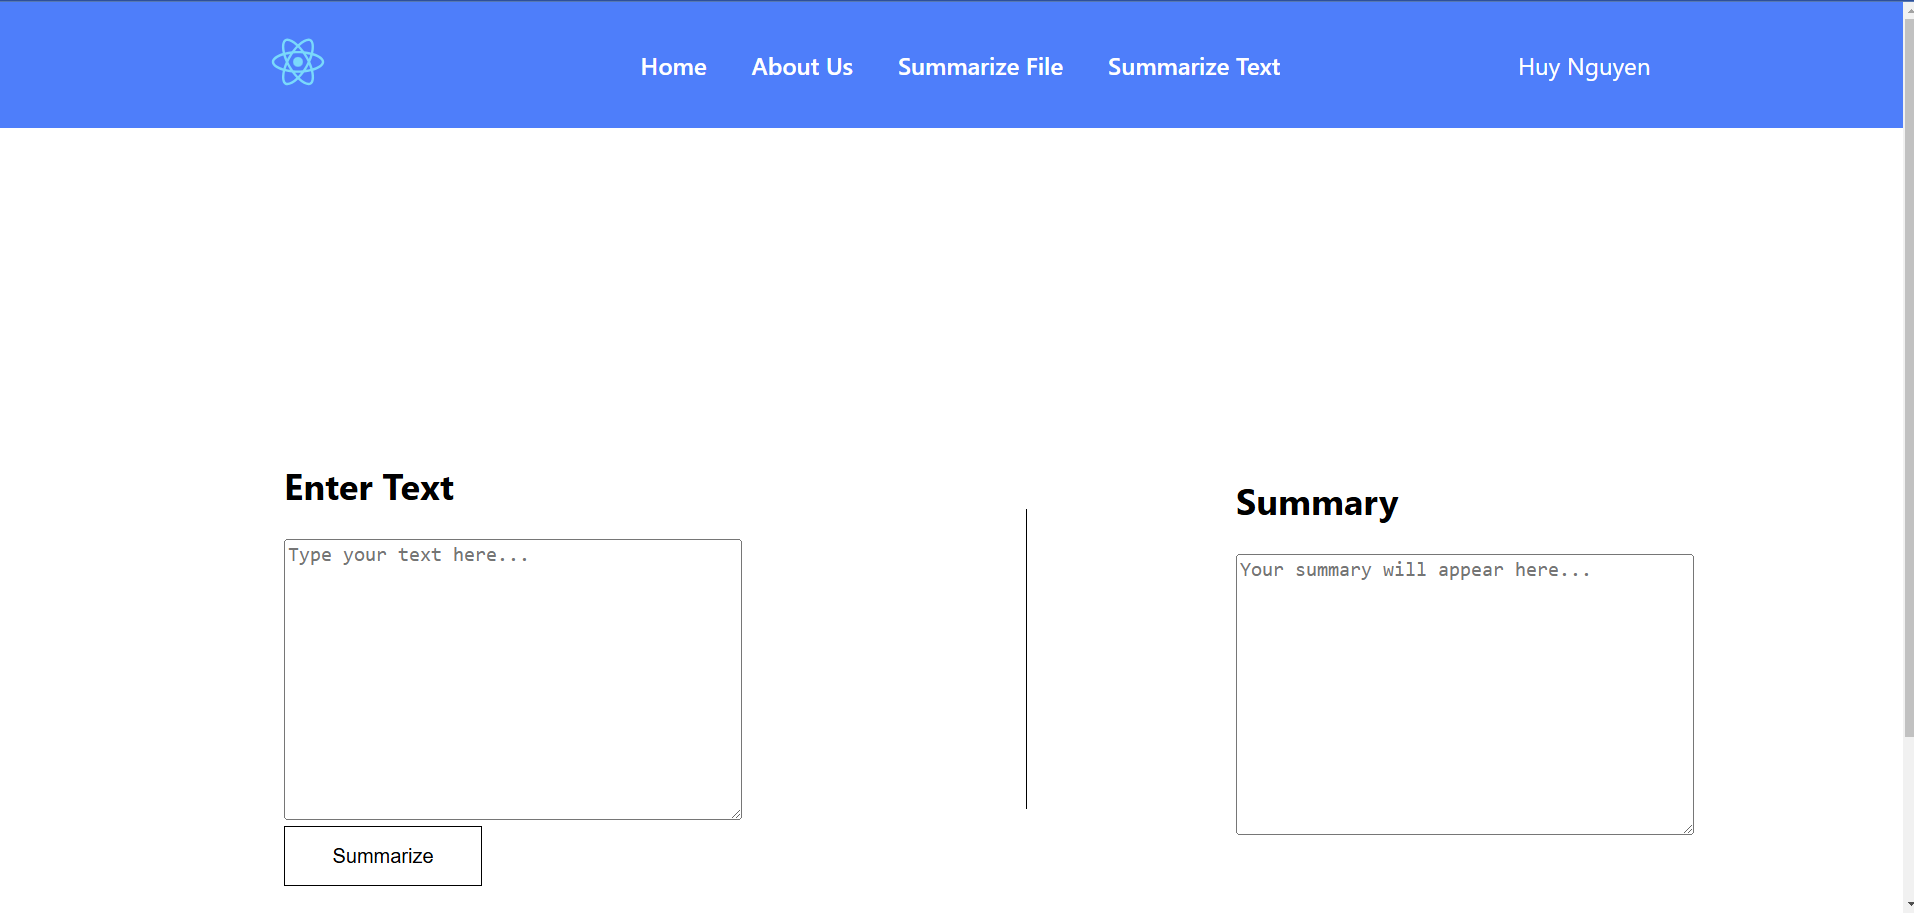 Home About Us Summarize File Summarize Text Huy Nguyen
Enter Text
Type your text here...
Summarize
Summary
Your summary will appear here...